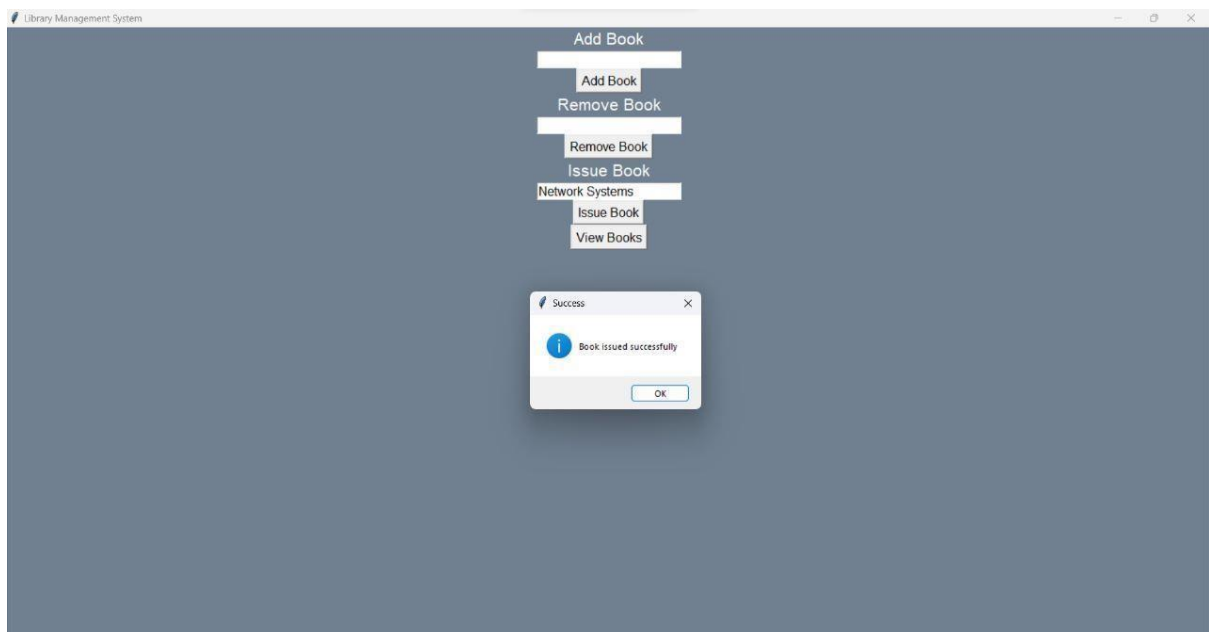 Library Management System
Add Book
Add Book
Remove Book
Remove Book
Issue Book
Network Systems
Issue Book
View Books
Success
Book issued successfully
OK